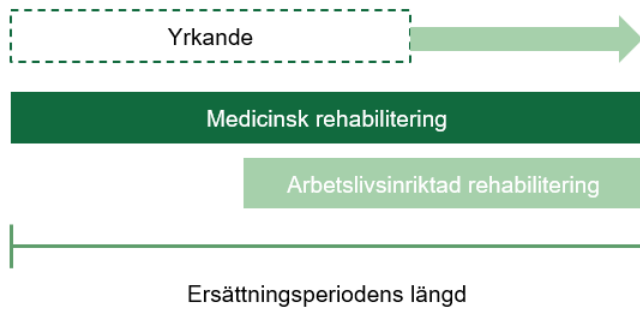 Yrkande
Medicinsk rehabilitering
Arbetslivsinriktad rehabilitering
Ersättningsperiodens längd